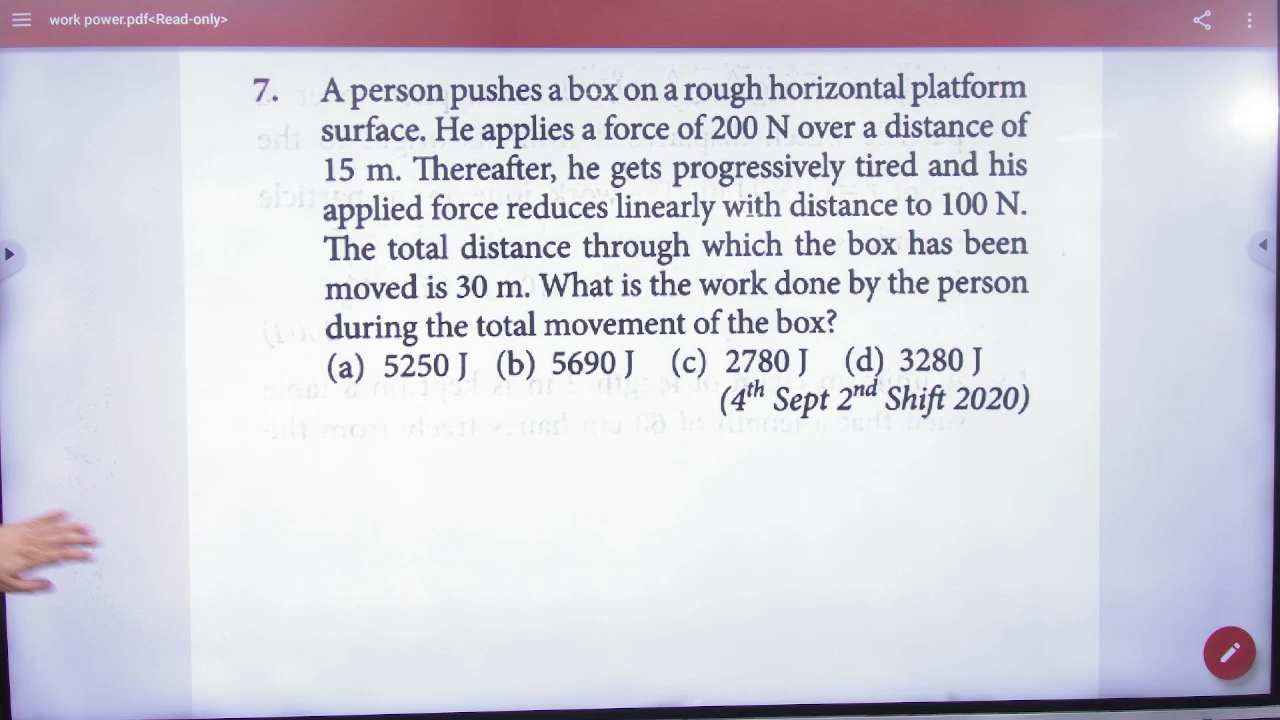 work power.pdf<Read-only>
7. A person pushes a box on a rough horizontal platform
surface. He applies a force of 200 N over a distance of
15 m. Thereafter, he gets progressively tired and his
applied force reduces linearly with distance to 100 N.
The total distance through which the box has been
moved is 30 m. What is the work done by the person
during the total movement of the box?
(a) 5250 J (b) 5690 J (c) 2780 J (d) 3280 J
(4th Sept 2nd Shift 2020)